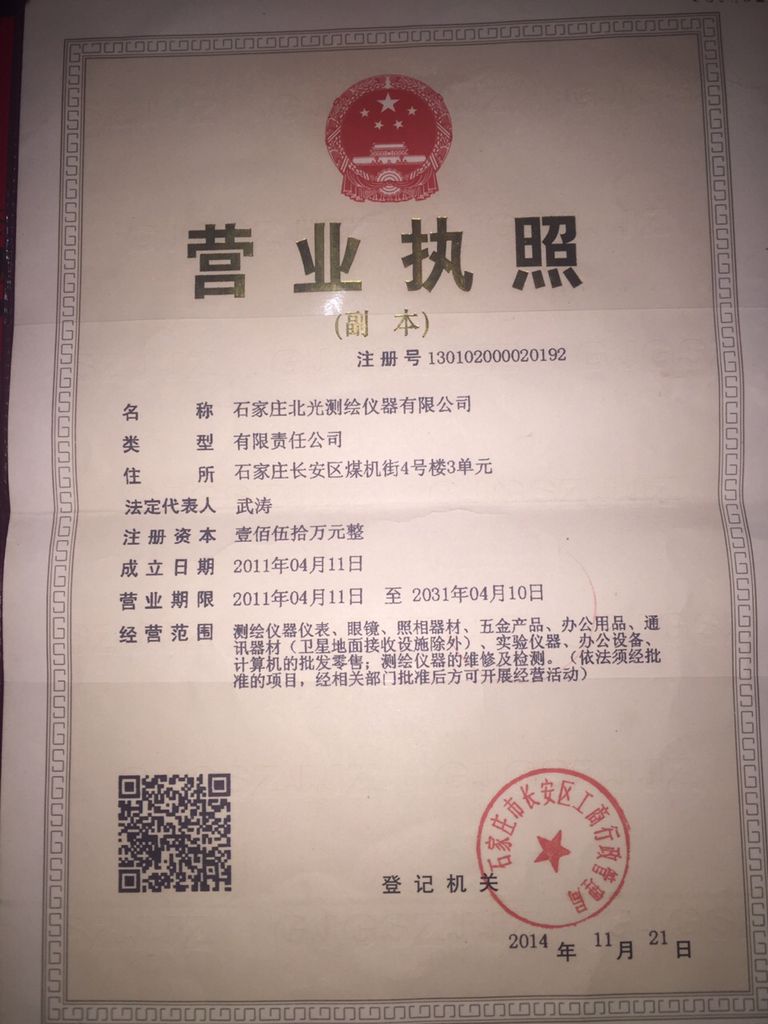 营业执照
(副 本)
注册号 130102000020192
名 称 石家庄北光测绘仪器有限公司
类 型 有限责任公司
住 所 石家庄长安区煤机街4号楼3单元
法定代表人 武涛
注册资本 壹佰伍拾万元整
成立日期 2011年04月11日
营业期限 2011年04月11日 至 2031年04月10日
经营范围 测绘仪器仪表、眼镜、照相器材、五金产品、办公用品、通
讯器材（卫星地面接收设施除外）、实验仪器、办公设备、
计算机的批发零售；测绘仪器的维修及检测。（依法须经批
准的项目，经相关部门批准后方可开展经营活动）
石家庄市长安区工商行政管理局
登记机关
2014 年 11 月 21 日